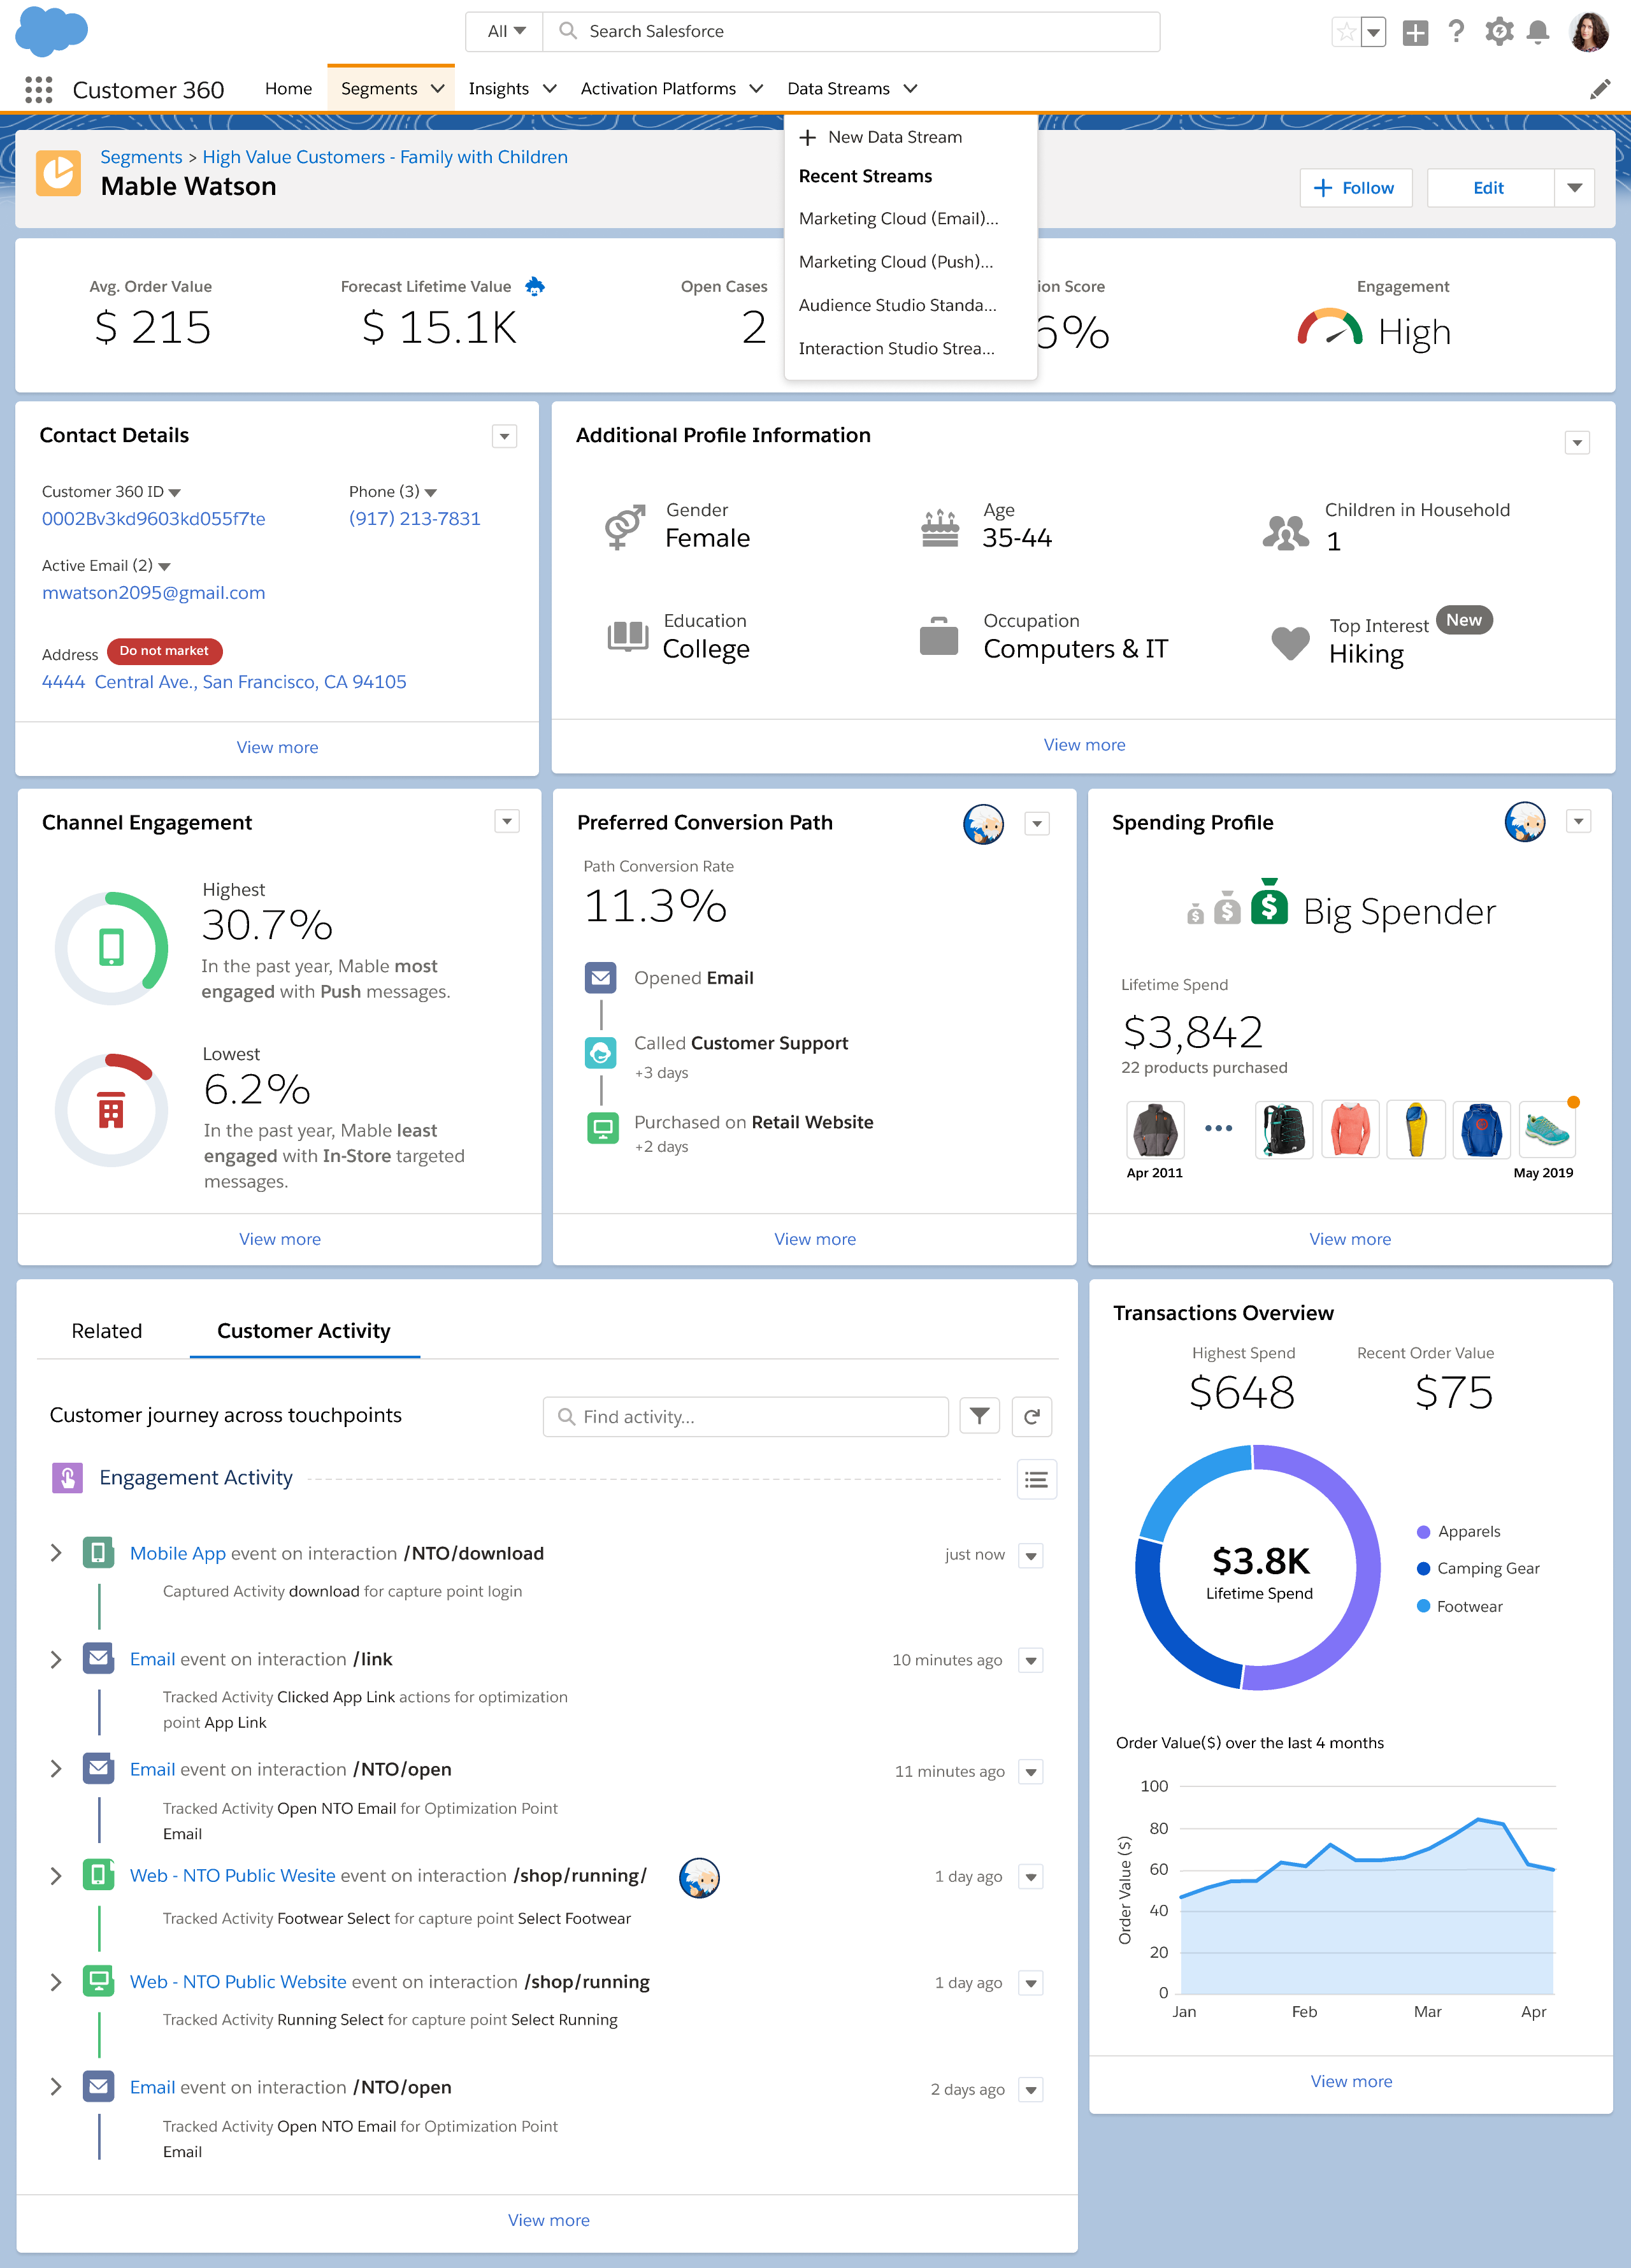 All
Search Salesforce
Customer 360
Home
Segments
Insights
Activation Platforms
Data Streams
New Data Stream
Recent Streams
Marketing Cloud (Email)...
Marketing Cloud (Push)...
Audience Studio Standa...
Interaction Studio Strea...
Segments > High Value Customers - Family with Children
Mable Watson
Follow
Edit
Avg. Order Value
$ 215
Forecast Lifetime Value
$ 15.1K
Open Cases
2
ion Score
6%
Engagement
High
Contact Details
Customer 360 ID
0002Bv3kd9603kd055f7te
Phone (3)
(917) 213-7831
Active Email (2)
mwatson2095@gmail.com
Address
Do not market
4444 Central Ave., San Francisco, CA 94105
View more
Additional Profile Information
Gender
Female
Age
35-44
Children in Household
1
Education
College
Occupation
Computers & IT
Top Interest
New
Hiking
View more
Channel Engagement
Highest
30.7%
In the past year, Mable most
engaged with Push messages.
Lowest
6.2%
In the past year, Mable least
engaged with In-Store targeted
messages.
View more
Preferred Conversion Path
Path Conversion Rate
11.3%
Opened Email
Called Customer Support
+3 days
Purchased on Retail Website
+2 days
View more
Spending Profile
Big Spender
Lifetime Spend
$3,842
22 products purchased
Apr 2011
May 2019
View more
Related
Customer Activity
Customer journey across touchpoints
Find activity...
Engagement Activity
Mobile App event on interaction /NTO/download
just now
Captured Activity download for capture point login
Email event on interaction /link
10 minutes ago
Tracked Activity Clicked App Link actions for optimization
point App Link
Email event on interaction /NTO/open
11 minutes ago
Tracked Activity Open NTO Email for Optimization Point
Email
Web - NTO Public Wesite event on interaction /shop/running/
1 day ago
Tracked Activity Footwear Select for capture point Select Footwear
Web - NTO Public Website event on interaction /shop/running
1 day ago
Tracked Activity Running Select for capture point Select Running
Email event on interaction /NTO/open
2 days ago
Tracked Activity Open NTO Email for Optimization Point
Email
View more
Transactions Overview
Highest Spend
$648
Recent Order Value
$75
$3.8K
Lifetime Spend
Apparels
Camping Gear
Footwear
Order Value($) over the last 4 months
Order Value ($)
100
80
60
40
20
0
Jan
Feb
Mar
Apr
View more